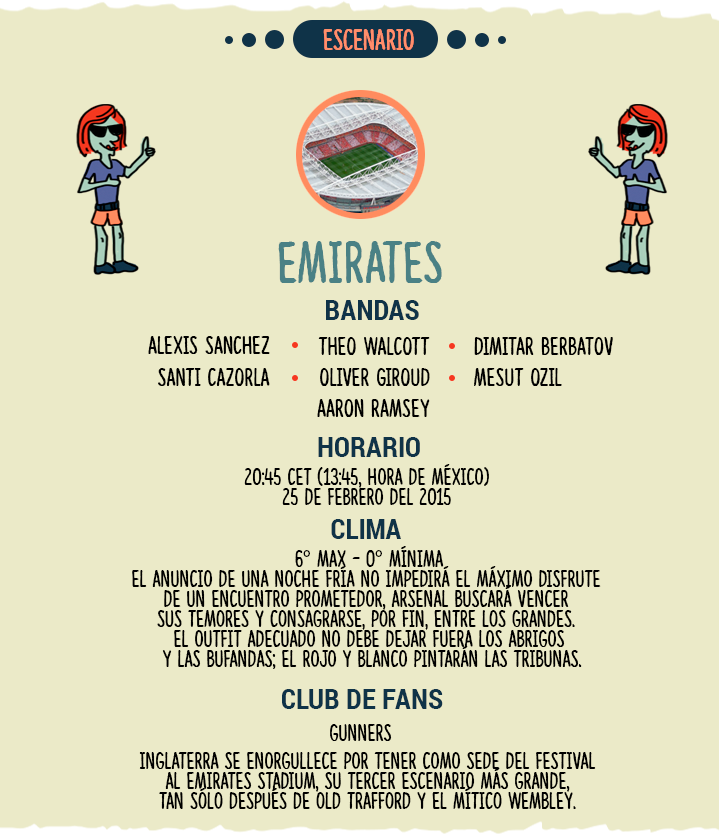 ESCENARIO
EMIRATES
BANDAS
ALEXIS SANCHEZ • THEO WALCOTT • DIMITAR BERBATOV
SANTI CAZORLA • OLIVER GIROUD • MESUT OZIL
AARON RAMSEY
HORARIO
20:45 CET (13:45, HORA DE MÉXICO)
25 DE FEBRERO DEL 2015
CLIMA
6° MAX - 0° MÍNIMA
EL ANUNCIO DE UNA NOCHE FRÍA NO IMPEDIRÁ EL MÁXIMO DISFRUTE
DE UN ENCUENTRO PROMETEDOR, ARSENAL BUSCARÁ VENCER
SUS TEMORES Y CONSAGRARSE, POR FIN, ENTRE LOS GRANDES.
EL OUTFIT ADECUADO NO DEBE DEJAR FUERA LOS ABRIGOS
Y LAS BUFANDAS; EL ROJO Y BLANCO PINTARÁN LAS TRIBUNAS.
CLUB DE FANS
GUNNERS
INGLATERRA SE ENORGULLECE POR TENER COMO SEDE DEL FESTIVAL
AL EMIRATES STADIUM, SU TERCER ESCENARIO MÁS GRANDE,
TAN SÓLO DESPUÉS DE OLD TRAFFORD Y EL MÍTICO WEMBLEY.